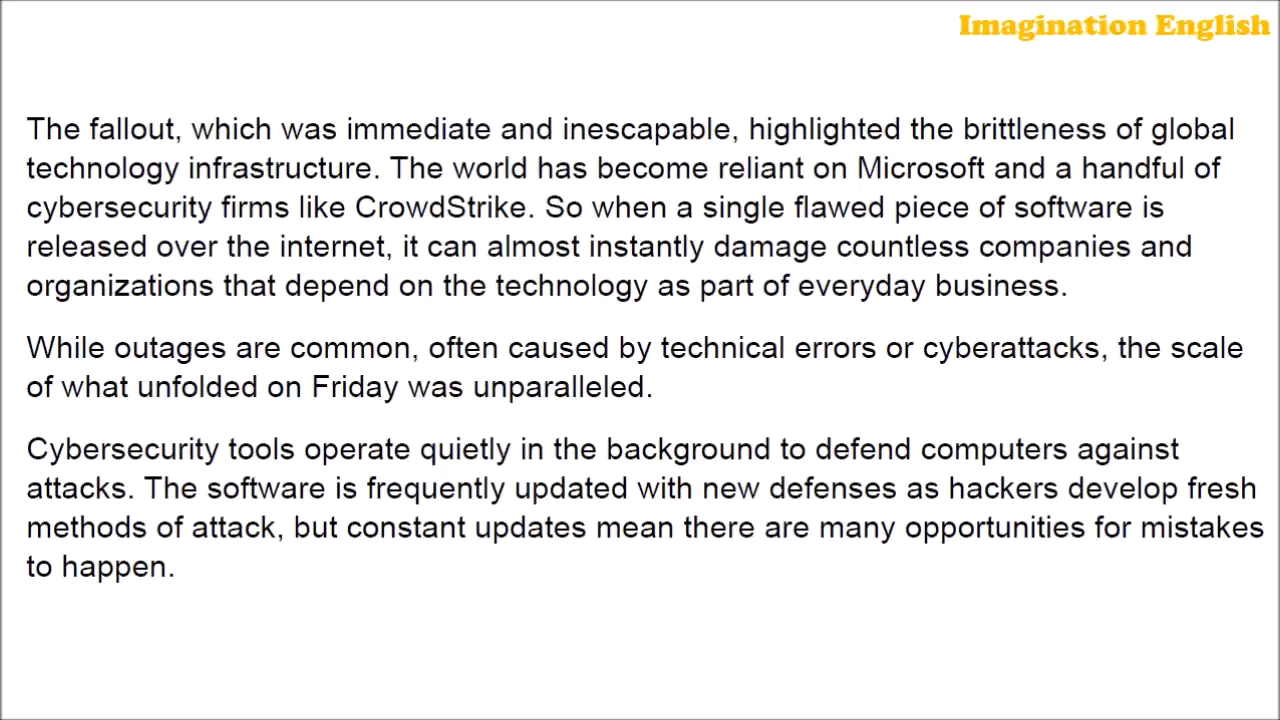 Imagination English
The fallout, which was immediate and inescapable, highlighted the brittleness of global
technology infrastructure. The world has become reliant on Microsoft and a handful of
cybersecurity firms like CrowdStrike. So when a single flawed piece of software is
released over the internet, it can almost instantly damage countless companies and
organizations that depend on the technology as part of everyday business.
While outages are common, often caused by technical errors or cyberattacks, the scale
of what unfolded on Friday was unparalleled.
Cybersecurity tools operate quietly in the background to defend computers against
attacks. The software is frequently updated with new defenses as hackers develop fresh
methods of attack, but constant updates mean there are many opportunities for mistakes
to happen.